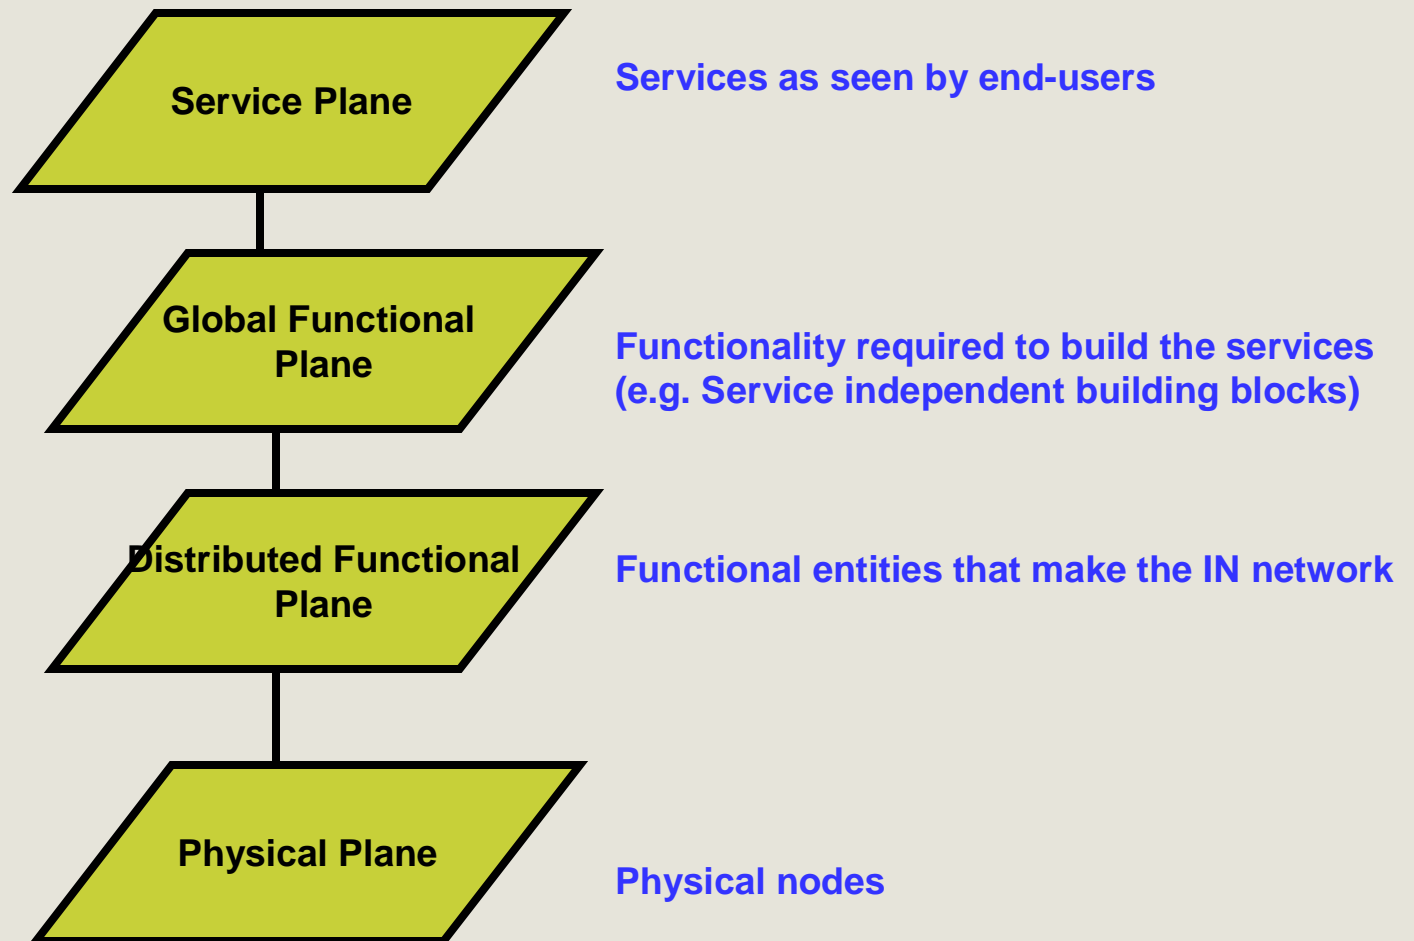 Service Plane
Services as seen by end-users
Global Functional
Plane
Functionality required to build the services
(e.g. Service independent building blocks)
Distributed Functional
Plane
Functional entities that make the IN network
Physical Plane
Physical nodes